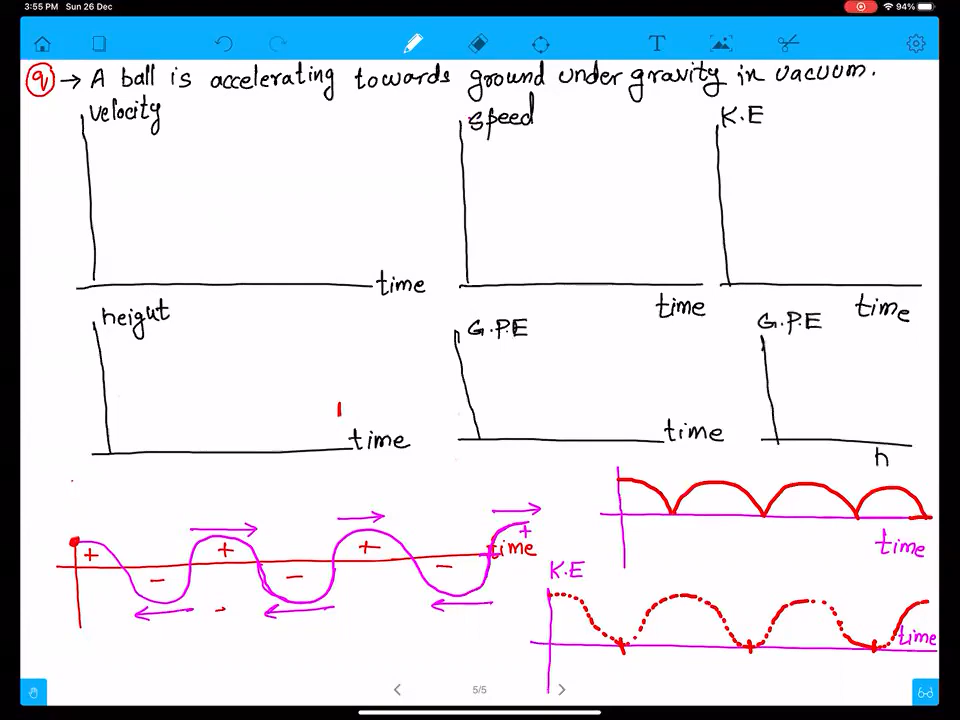 3:55 PM Sun 26 Dec
94%
T
q → A ball is accelerating towards ground under gravity in vacuum.
velocity
speed
K.E
time
time
time
height
G.P.E
G.P.E
time
time
h
+ - + - + - +
time
time
K.E
time
5/5